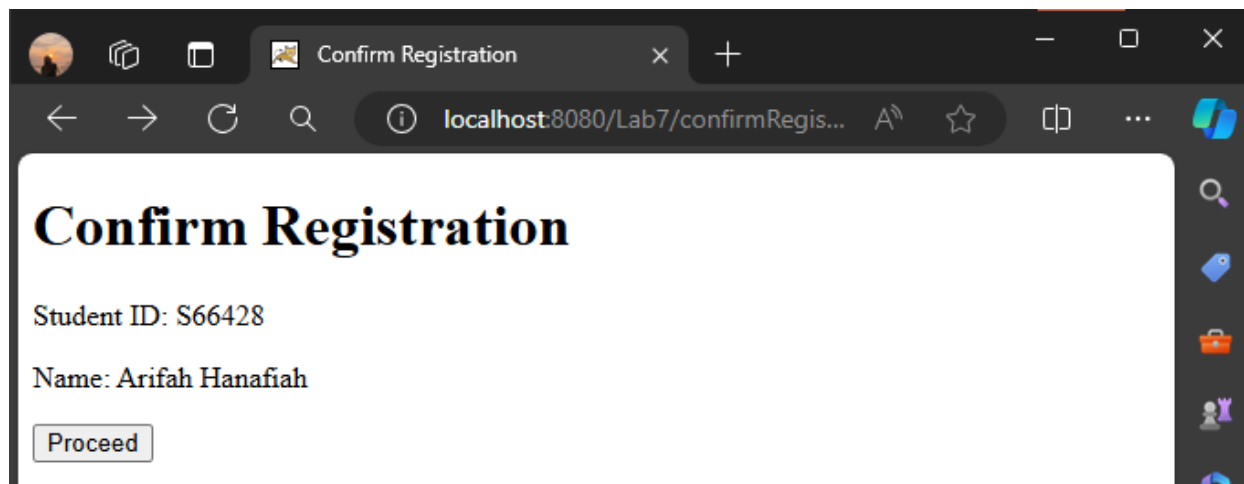 Confirm Registration
localhost:8080/Lab7/confirmRegis...
Confirm Registration
Student ID: S66428
Name: Arifah Hanafiah
Proceed